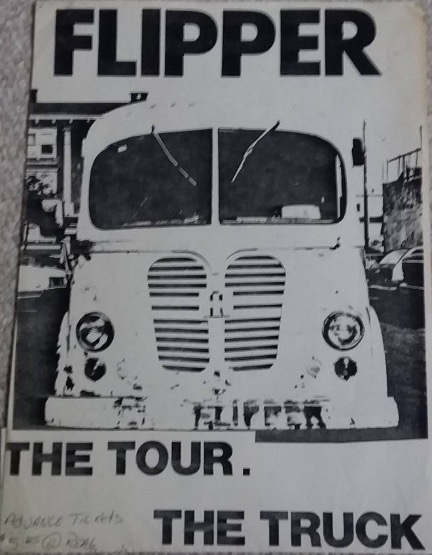 FLIPPER
FLIPPER
THE TOUR.
ADVANCE TICKETS
THE TRUCK